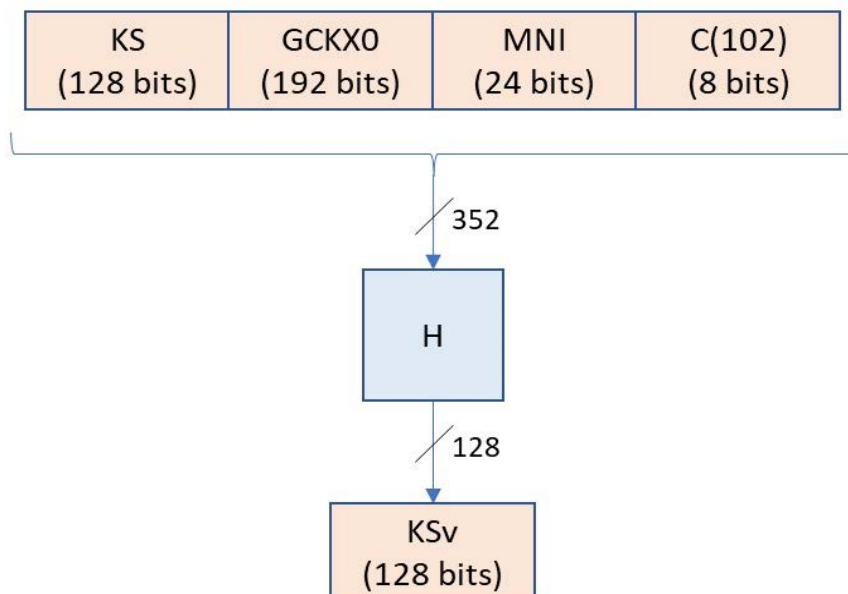 KS
(128 bits)
GCKX0
(192 bits)
MNI
(24 bits)
C(102)
(8 bits)
352
H
128
KSv
(128 bits)